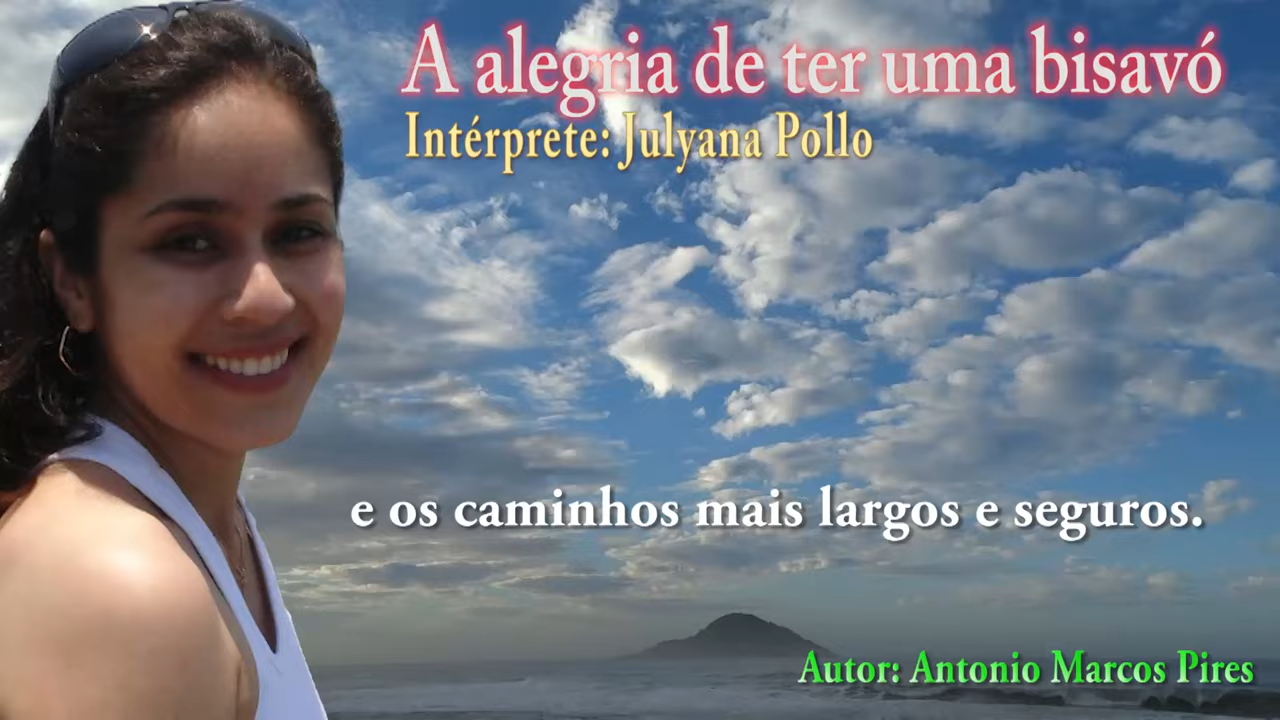 A alegria de ter uma bisavó
Intérprete: Julyana Pollo
e os caminhos mais largos e seguros.
Autor: Antonio Marcos Pires